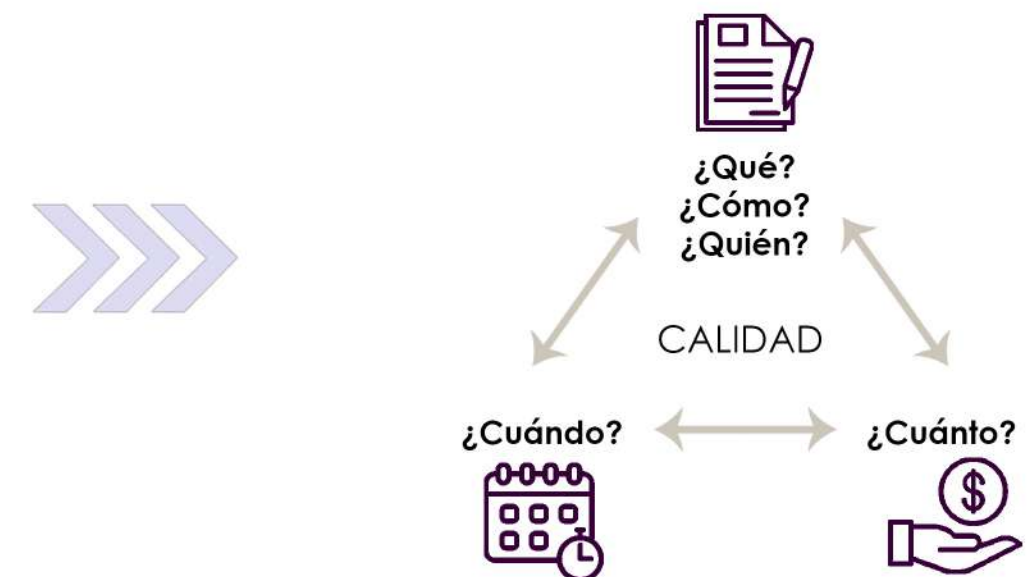 ¿Qué?
¿Cómo?
¿Quién?
CALIDAD
¿Cuándo?
¿Cuánto?
$